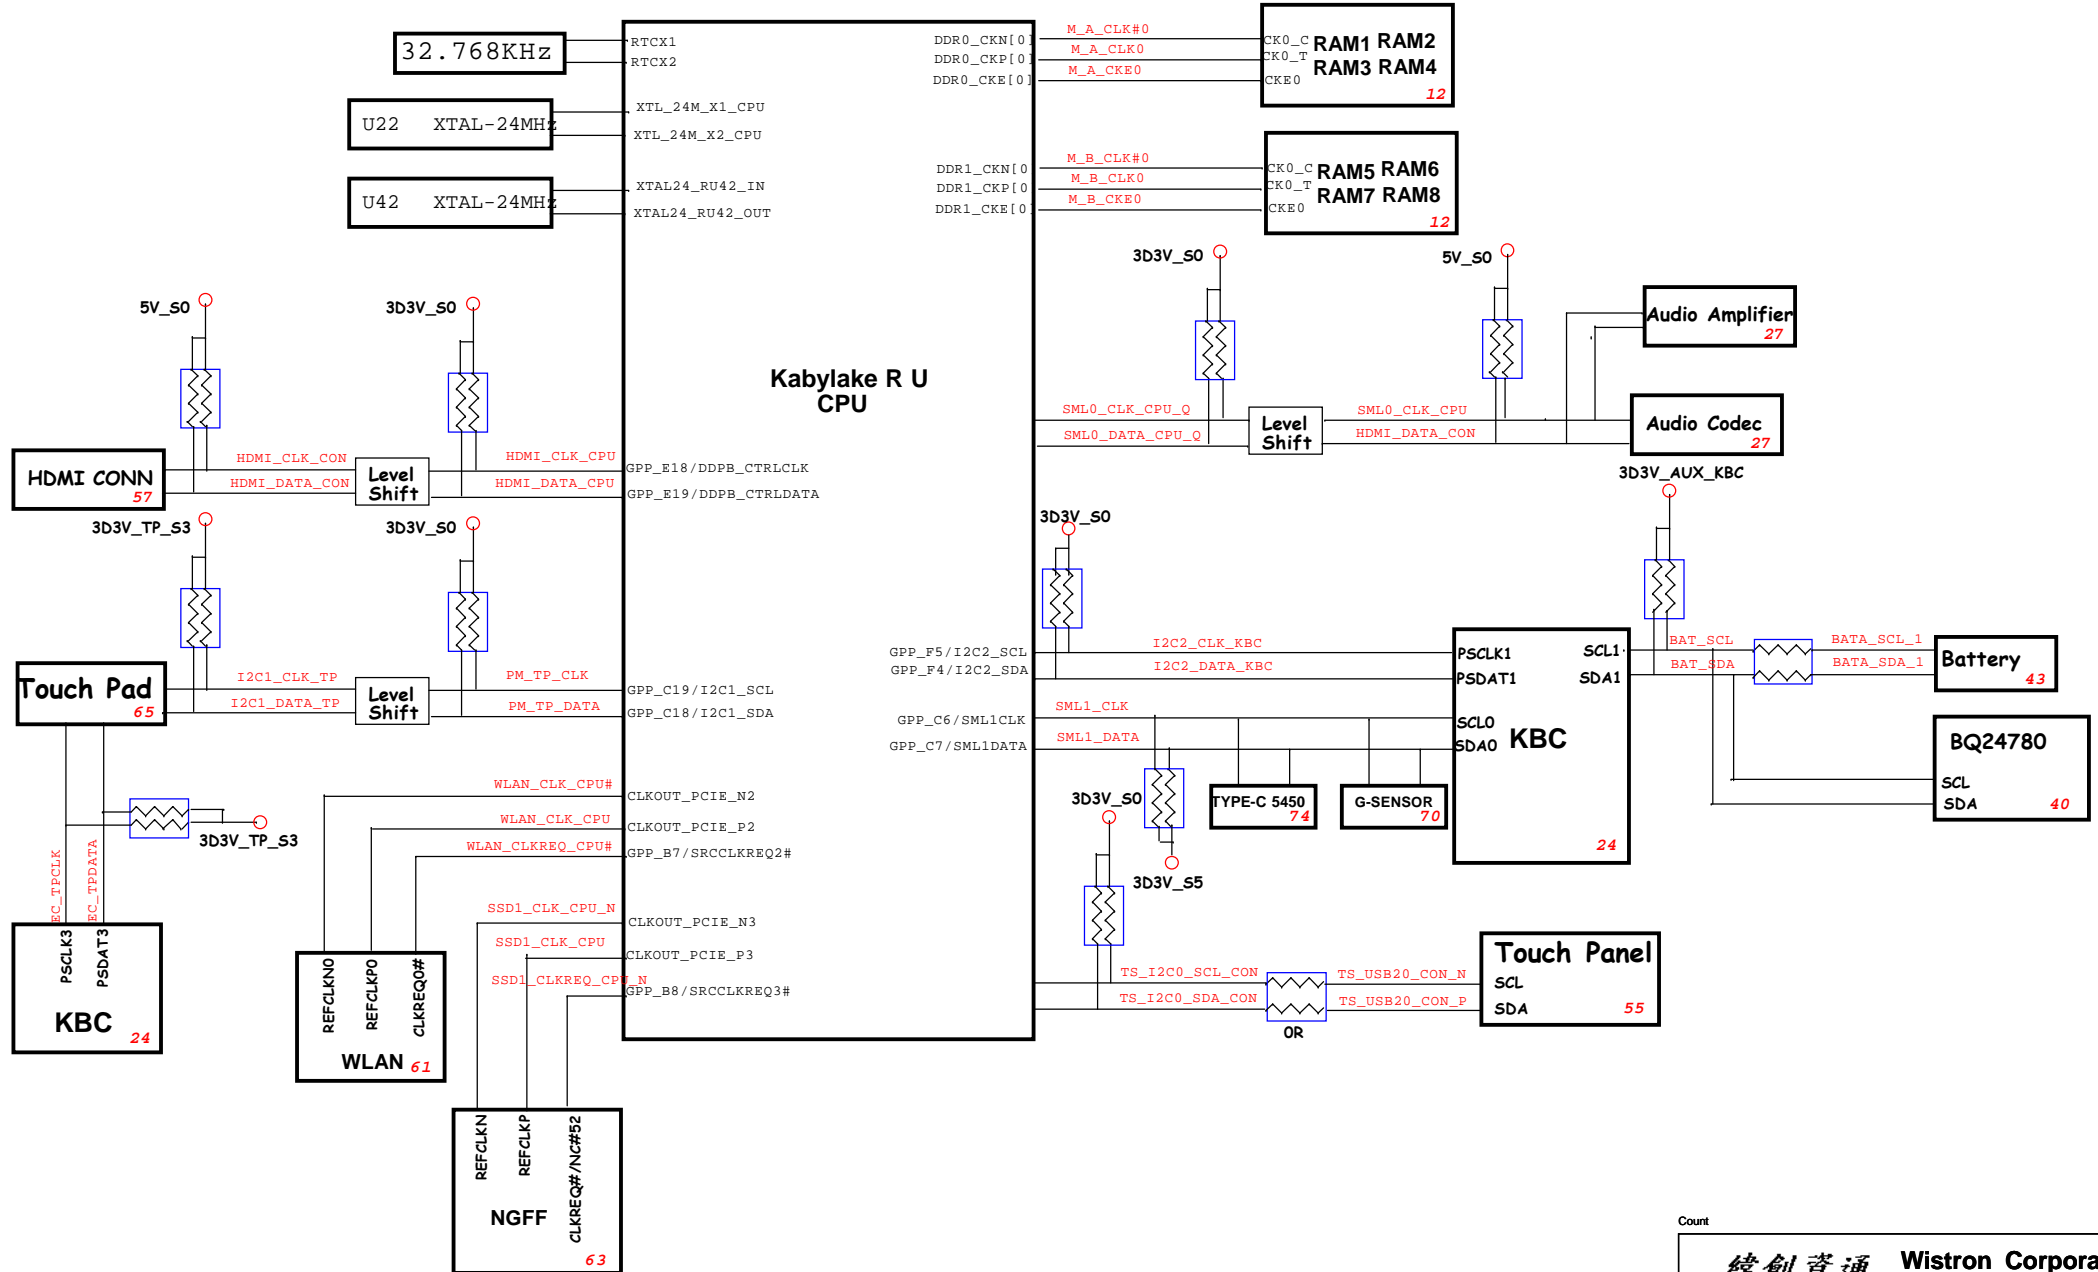 32.768KHz
RTCX1
RTCX2
U22 XTAL-24MHz
XTL_24M_X1_CPU
XTL_24M_X2_CPU
U42 XTAL-24MHz
XTAL24_RU42_IN
XTAL24_RU42_OUT
Kabylake R U
CPU
DDR0_CKN[0]
DDR0_CKP[0]
DDR0_CKE[0]
M_A_CLK#0
M_A_CLK0
M_A_CKE0
CK0_C
CK0_T
CKE0
RAM1 RAM2
RAM3 RAM4
12
DDR1_CKN[0
DDR1_CKP[0
DDR1_CKE[0]
M_B_CLK#0
M_B_CLK0
M_B_CKE0
CK0_C
CK0_T
CKE0
RAM5 RAM6
RAM7 RAM8
12
5V_S0
3D3V_S0
HDMI CONN
57
HDMI_CLK_CON
HDMI_DATA_CON
Level
Shift
HDMI_CLK_CPU
HDMI_DATA_CPU
GPP_E18/DDPB_CTRLCLK
GPP_E19/DDPB_CTRLDATA
3D3V_S0
5V_S0
SML0_CLK_CPU_Q
SML0_DATA_CPU_Q
Level
Shift
SML0_CLK_CPU
HDMI_DATA_CON
Audio Amplifier
27
Audio Codec
27
3D3V_TP_S3
3D3V_S0
Touch Pad
65
I2C1_CLK_TP
I2C1_DATA_TP
Level
Shift
PM_TP_CLK
PM_TP_DATA
GPP_C19/I2C1_SCL
GPP_C18/I2C1_SDA
3D3V_TP_S3
EC_TPCLK
EC_TPDATA
PSCLK3
PSDAT3
KBC
24
3D3V_S0
GPP_F5/I2C2_SCL
GPP_F4/I2C2_SDA
I2C2_CLK_KBC
I2C2_DATA_KBC
GPP_C6/SML1CLK
GPP_C7/SML1DATA
SML1_CLK
SML1_DATA
TYPE-C 5450
74
G-SENSOR
70
3D3V_S5
PSCLK1
PSDAT1
SCL0
SDA0
KBC
SCL1
SDA1
24
3D3V_AUX_KBC
BAT_SCL
BAT_SDA
BATA_SCL_1
BATA_SDA_1
Battery
43
BQ24780
SCL
SDA
40
WLAN_CLK_CPU#
WLAN_CLK_CPU
WLAN_CLKREQ_CPU#
CLKOUT_PCIE_N2
CLKOUT_PCIE_P2
GPP_B7/SRCCLKREQ2#
REFCLKN0
REFCLKP0
CLKREQ0#
WLAN
61
SSD1_CLK_CPU_N
SSD1_CLK_CPU
SSD1_CLKREQ_CPU_N
CLKOUT_PCIE_N3
CLKOUT_PCIE_P3
GPP_B8/SRCCLKREQ3#
REFCLKN
REFCLKP
CLKREQ#/NC#52
NGFF
63
3D3V_S0
TS_I2C0_SCL_CON
TS_I2C0_SDA_CON
0R
TS_USB20_CON_N
TS_USB20_CON_P
Touch Panel
SCL
SDA
55
Count
緯創資通 Wistron Corpora